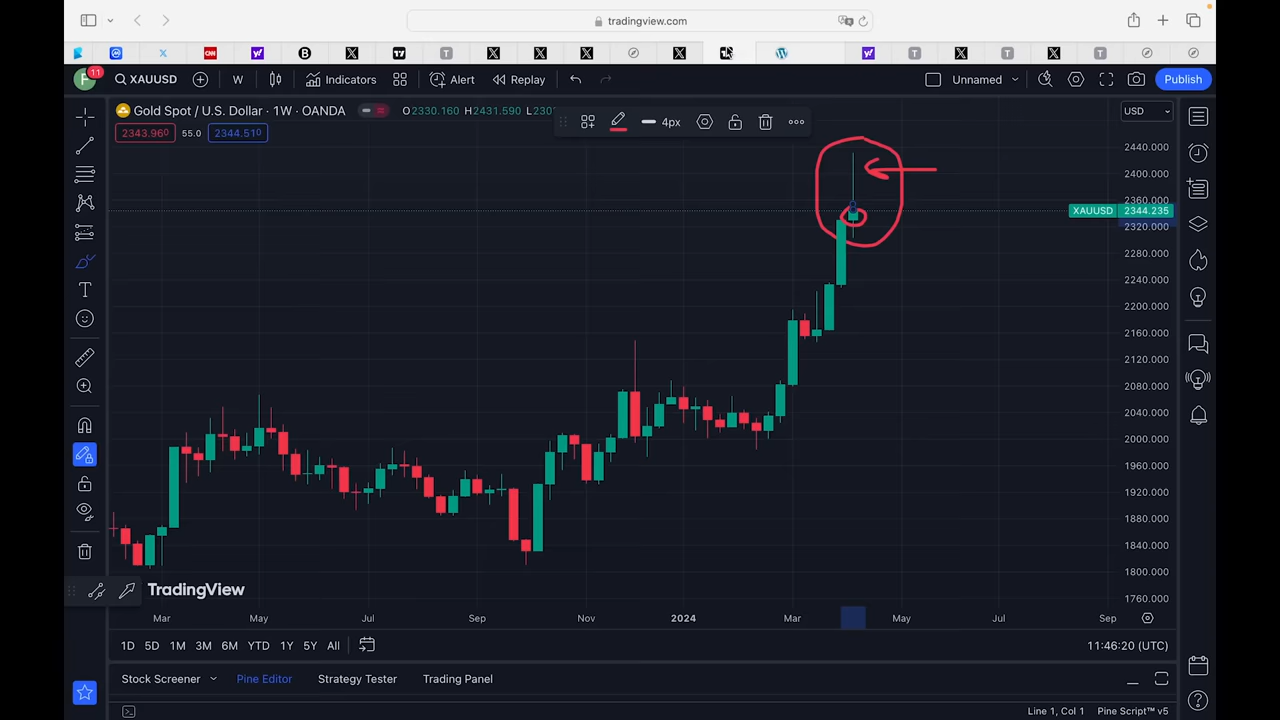 tradingview.com
11
XAUUSD
W
Indicators
Alert
Replay
Unnamed
Publish
Gold Spot / U.S. Dollar · 1W · OANDA
O2330.160 H2431.590
USD
2343.960
55.0
2344.510
4px
2440.000
2400.000
2360.000
XAUUSD 2344.235
2320.000
2280.000
2240.000
2200.000
2160.000
2120.000
2080.000
2040.000
2000.000
1960.000
1920.000
1880.000
1840.000
1800.000
1760.000
TradingView
Mar May Jul Sep Nov 2024 Mar May Jul Sep
1D 5D 1M 3M 6M YTD 1Y 5Y All
11:46:20 (UTC)
Stock Screener Pine Editor Strategy Tester Trading Panel
Line 1, Col 1 Pine Script™ v5